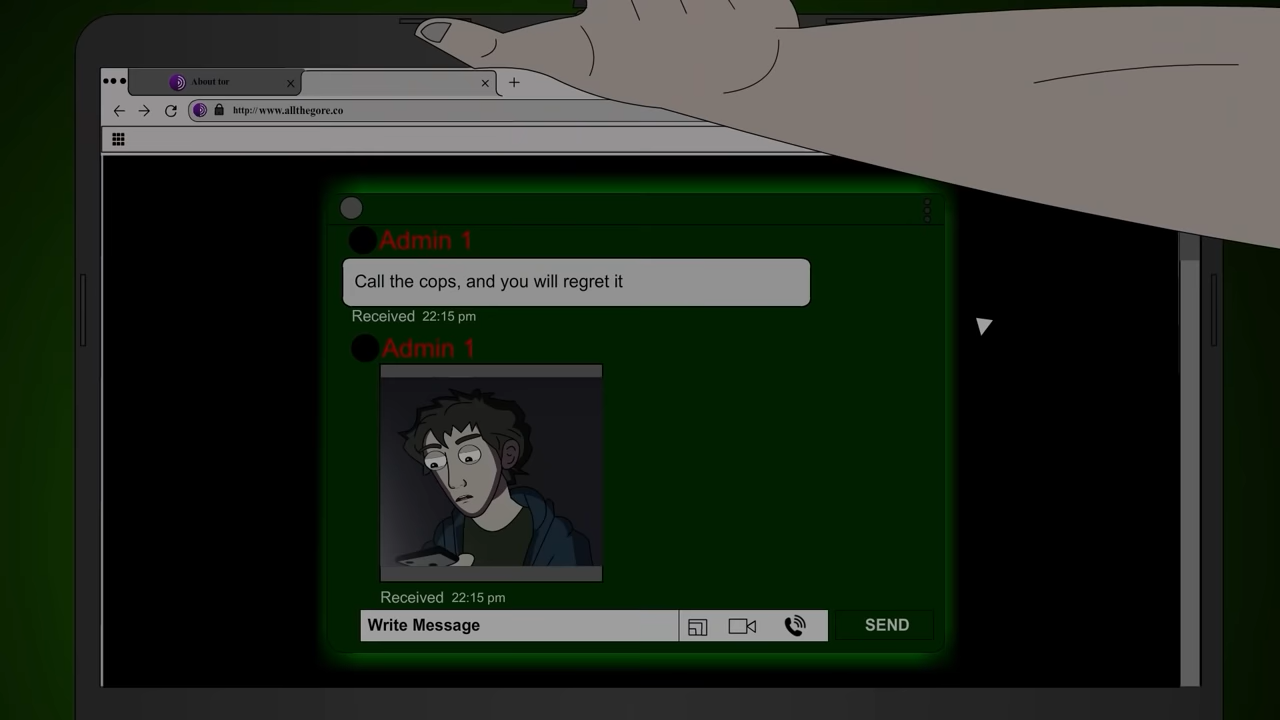 About tor
http://www.allthegore.co
Admin 1
Call the cops, and you will regret it
Received 22:15 pm
Admin 1
Received 22:15 pm
Write Message
SEND